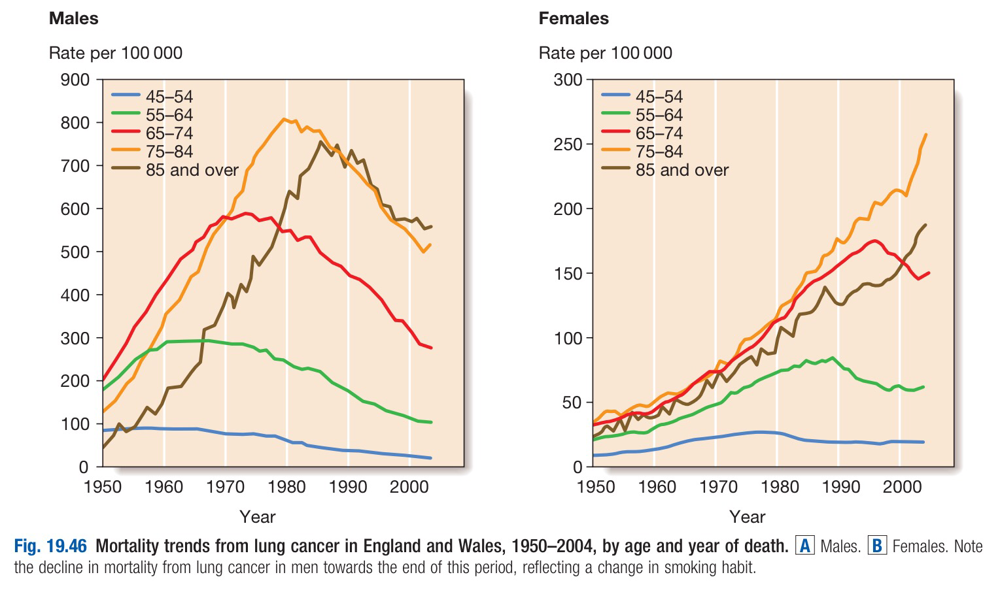 Males
Rate per 100 000
900
800
700
600
500
400
300
200
100
0
45–54
55–64
65–74
75–84
85 and over
1950 1960 1970 1980 1990 2000
Year
Females
Rate per 100 000
300
250
200
150
100
50
0
45–54
55–64
65–74
75–84
85 and over
1950 1960 1970 1980 1990 2000
Year
Fig. 19.46 Mortality trends from lung cancer in England and Wales, 1950–2004, by age and year of death. A Males. B Females. Note
the decline in mortality from lung cancer in men towards the end of this period, reflecting a change in smoking habit.